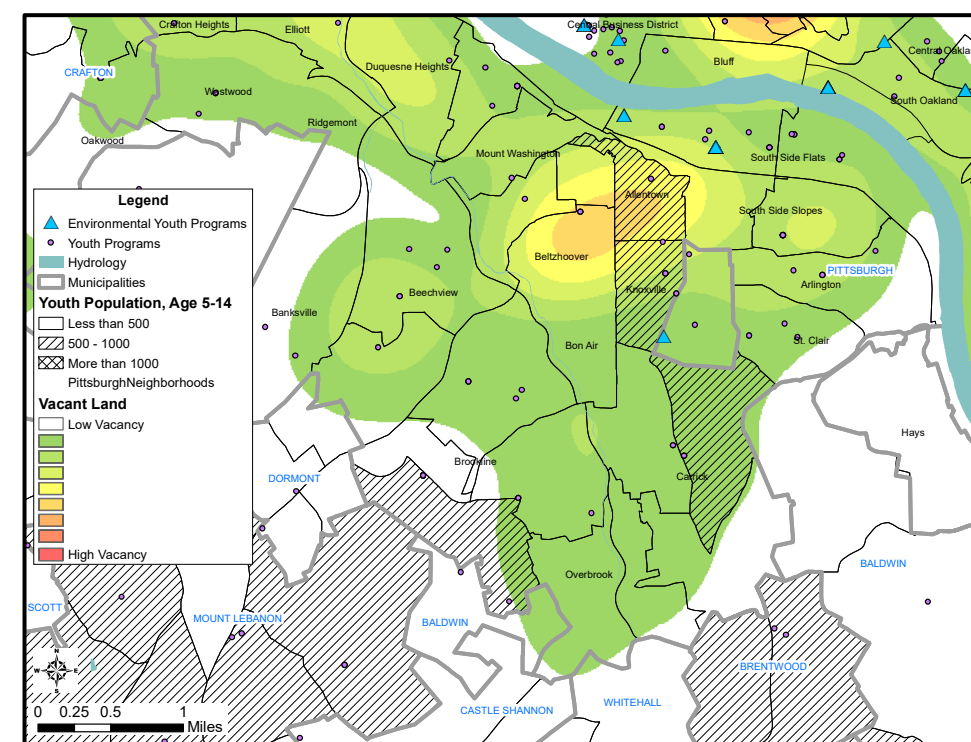 Crafton Heights
Elliott
Central Business District
CRAFTON
Duquesne Heights
Bluff
Westwood
South Oakland
Ridgemont
Oakwood
Mount Washington
South Side Flats
Allentown
South Side Slopes
Beltzhoover
PITTSBURGH
Arlington
Knoxville
Beechview
Banksville
Bon Air
St. Clair
Hays
Brookline
DORMONT
Carrick
Overbrook
BALDWIN
SCOTT
MOUNT LEBANON
BALDWIN
BRENTWOOD
WHITEHALL
CASTLE SHANNON
Legend
Environmental Youth Programs
Youth Programs
Hydrology
Municipalities
Youth Population, Age 5-14
Less than 500
500 - 1000
More than 1000
PittsburghNeighborhoods
Vacant Land
Low Vacancy
High Vacancy
N
W E
S
0 0.25 0.5 1
Miles